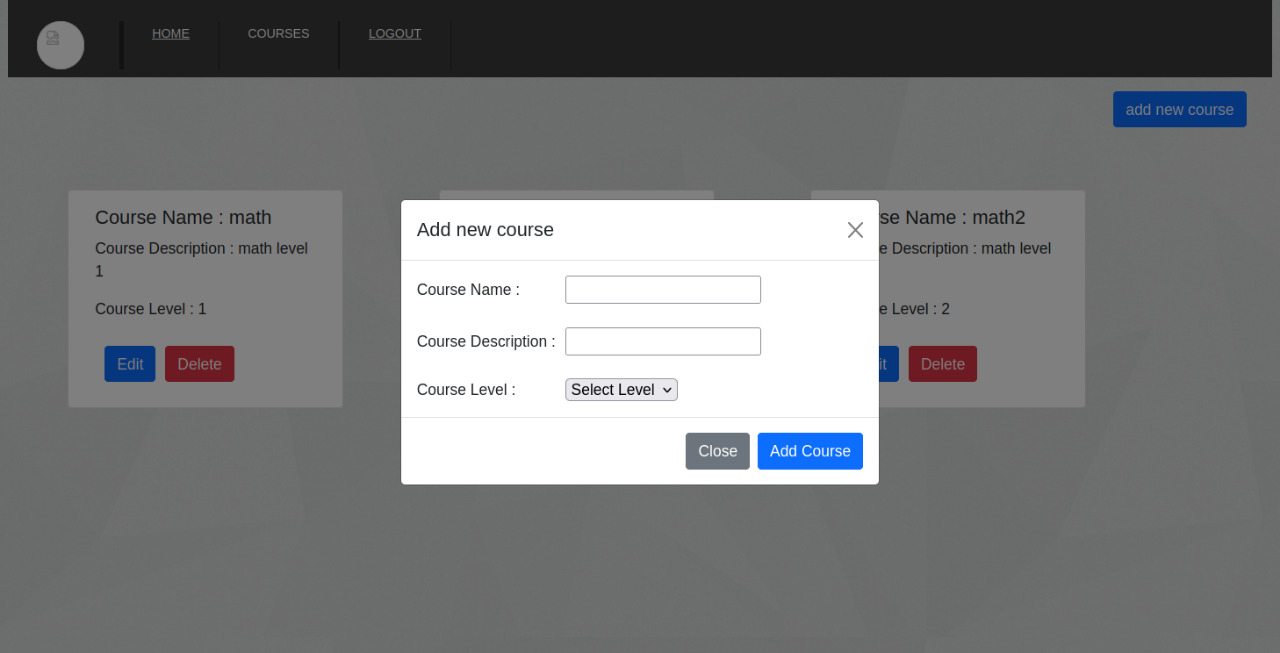 HOME COURSES LOGOUT
add new course
Course Name : math
Course Description : math level
1
Course Level : 1
Edit Delete
Add new course
Course Name :
Course Description :
Course Level : Select Level
Close Add Course
se Name : math2
e Description : math level
e Level : 2
it Delete